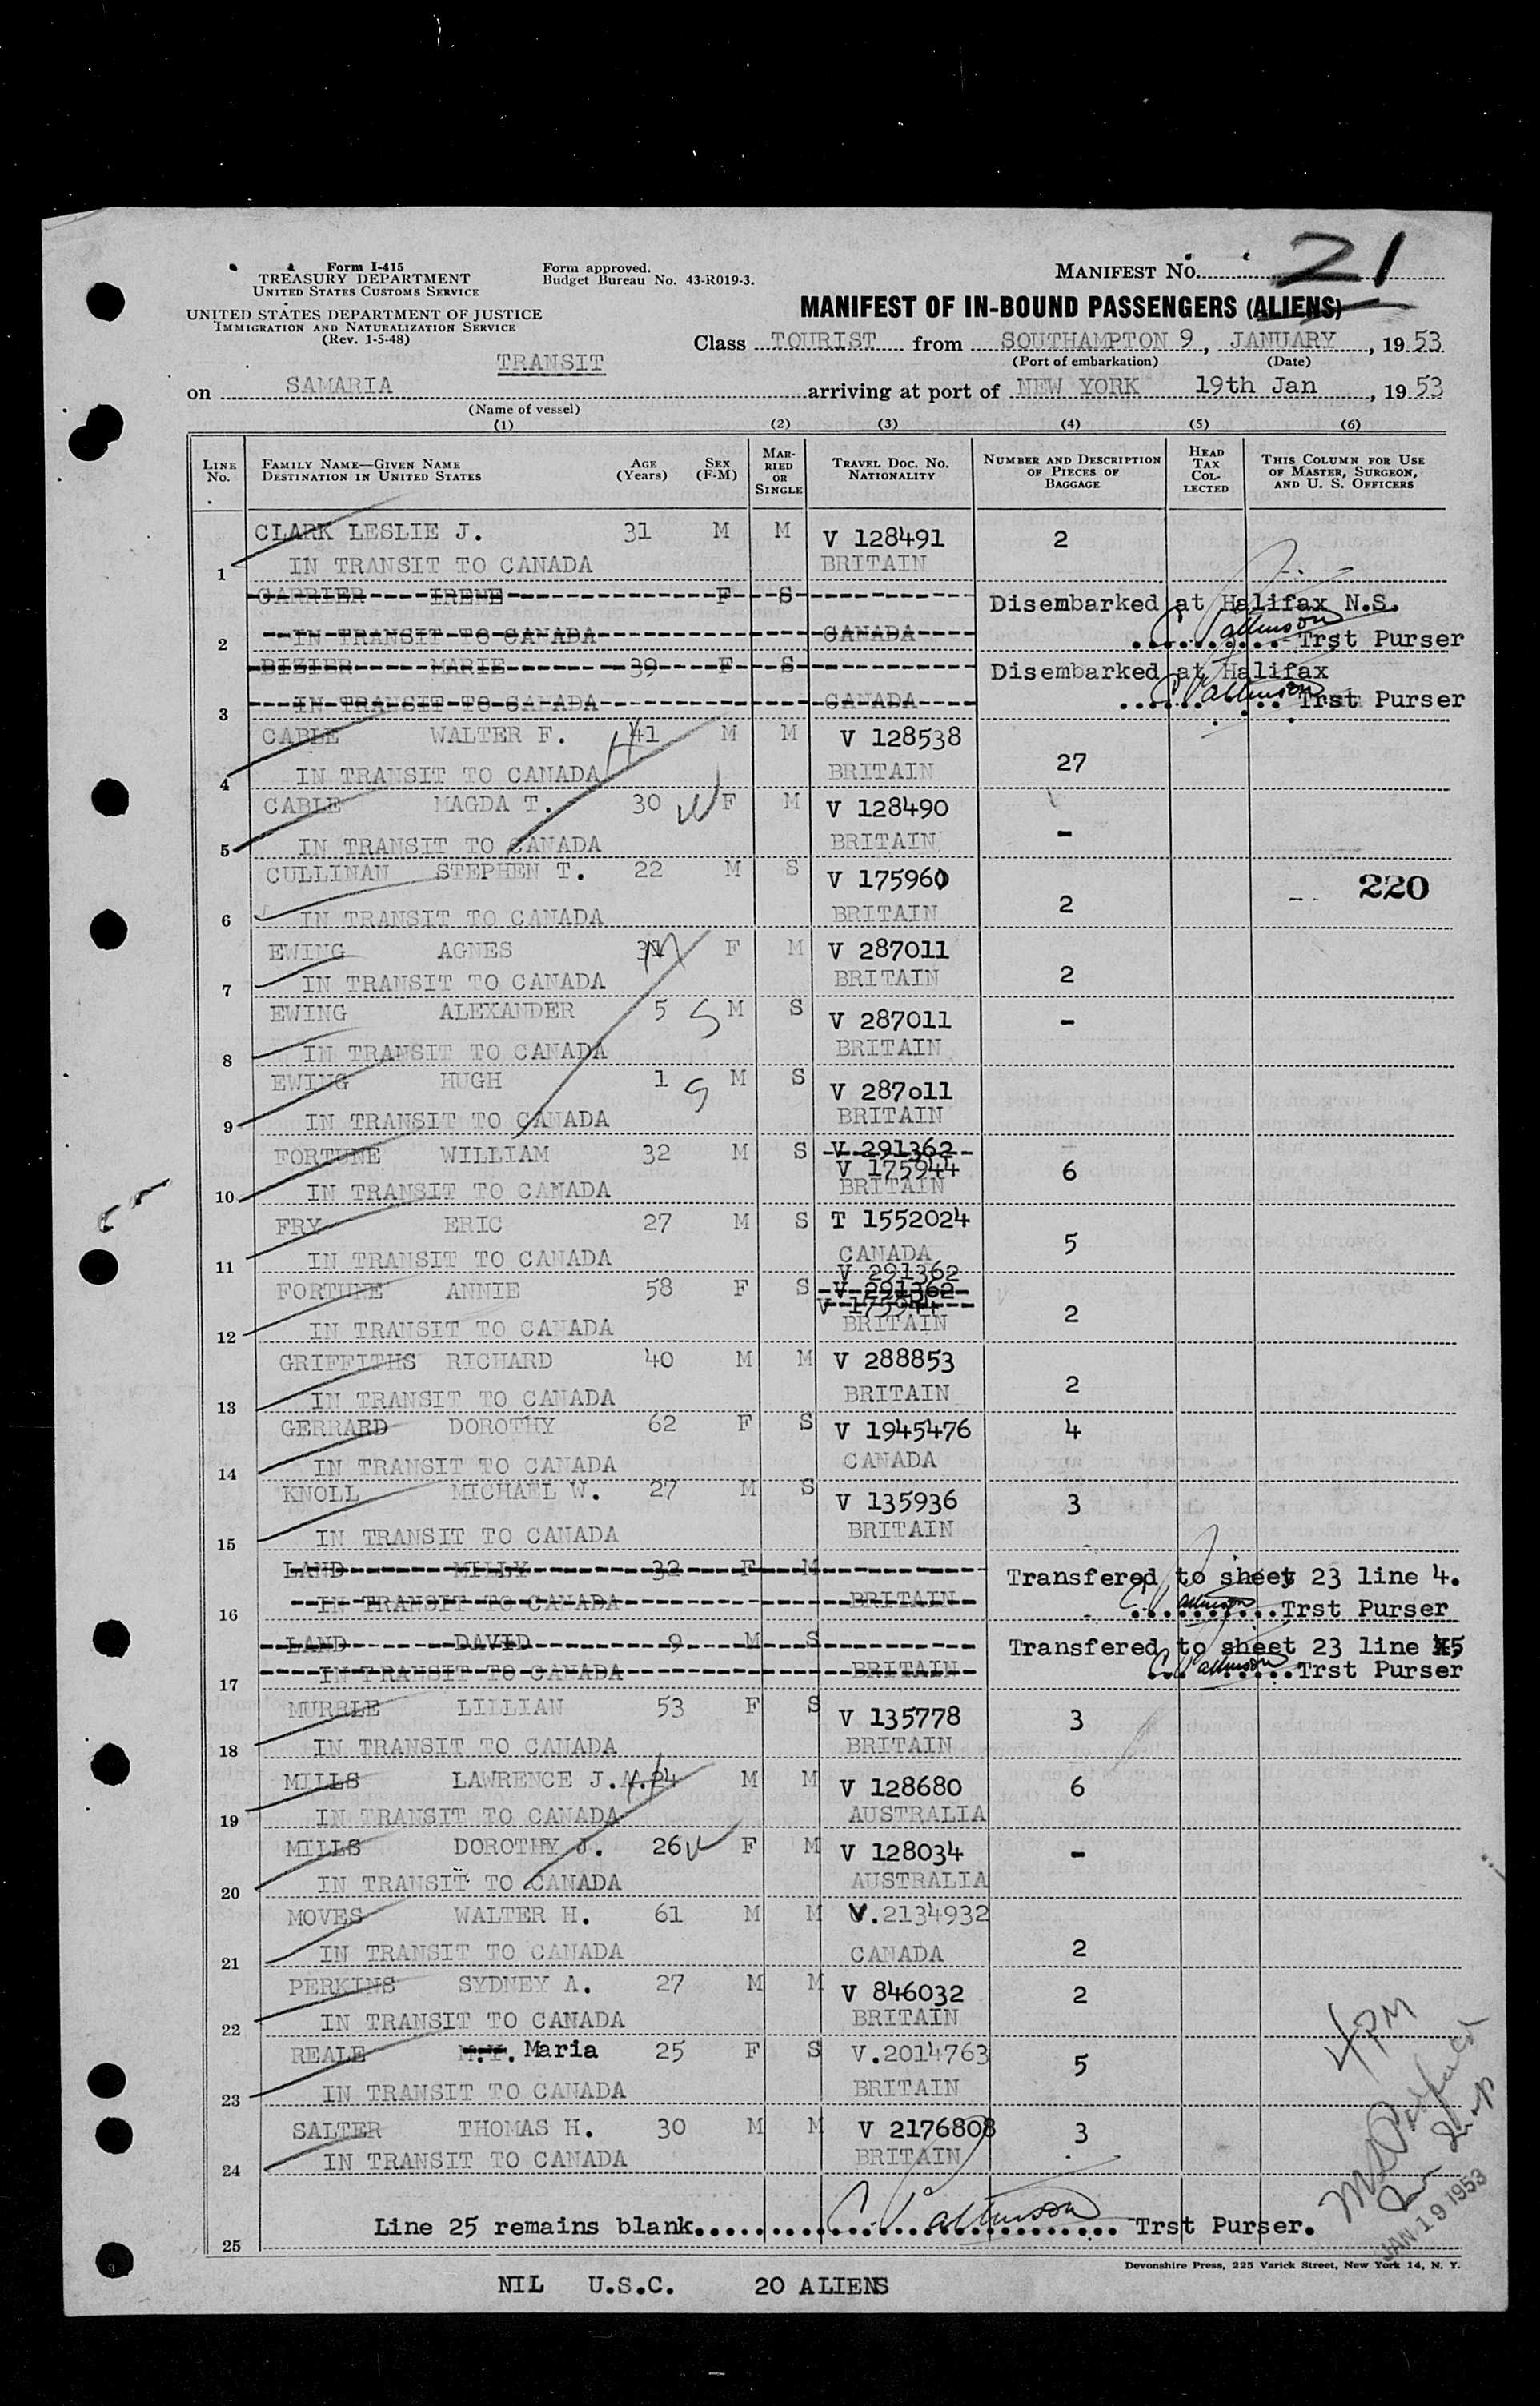 21
Form I-415
TREASURY DEPARTMENT
UNITED STATES CUSTOMS SERVICE
UNITED STATES DEPARTMENT OF JUSTICE
IMMIGRATION AND NATURALIZATION SERVICE
(Rev. 1-5-48)
Form approved.
Budget Bureau No. 43-R019-3.
MANIFEST No.
MANIFEST OF IN-BOUND PASSENGERS (ALIENS)
Class TOURIST from SOUTHAMPTON 9, JANUARY, 1953
(Port of embarkation) (Date)
TRANSIT
on SAMARIA arriving at port of NEW YORK 19th Jan, 1953
(Name of vessel)
(1) (2) (3) (4) (5) (6)
LINE No. FAMILY NAME—GIVEN NAME DESTINATION IN UNITED STATES AGE (Years) SEX (F-M) MARRIED OR SINGLE TRAVEL DOC. NO. NATIONALITY NUMBER AND DESCRIPTION OF PIECES OF BAGGAGE HEAD TAX COLLECTED THIS COLUMN FOR USE OF MASTER, SURGEON, AND U. S. OFFICERS
CLARK LESLIE J. 31 M M V 128491 2
1 IN TRANSIT TO CANADA BRITAIN
CARRIER IRENE F S Disembarked at Halifax N.S.
2 IN TRANSIT TO CANADA CANADA Trst Purser
BIZIER MARIE 39 F S Disembarked at Halifax
3 IN TRANSIT TO CANADA CANADA Trst Purser
CABLE WALTER F. 41 M M V 128538
4 IN TRANSIT TO CANADA BRITAIN 27
CABLE MAGDA T. 30 W F M V 128490
5 IN TRANSIT TO CANADA BRITAIN -
CULLINAN STEPHEN T. 22 M S V 175960 220
6 IN TRANSIT TO CANADA BRITAIN 2
EWING AGNES 31 F M V 287011
7 IN TRANSIT TO CANADA BRITAIN 2
EWING ALEXANDER 5 S M S V 287011 -
8 IN TRANSIT TO CANADA BRITAIN
EWING HUGH 1 S M S V 287o11
9 IN TRANSIT TO CANADA BRITAIN
FORTUNE WILLIAM 32 M S V 291362
V 175944 6
10 IN TRANSIT TO CANADA BRITAIN
FRY ERIC 27 M S T 1552024
11 IN TRANSIT TO CANADA CANADA 5
V 291362
FORTUNE ANNIE 58 F S V 291362
V 175944
12 IN TRANSIT TO CANADA BRITAIN 2
GRIFFITHS RICHARD 40 M M V 288853
13 IN TRANSIT TO CANADA BRITAIN 2
GERRARD DOROTHY 62 F S V 1945476 4
14 IN TRANSIT TO CANADA CANADA
KNOLL MICHAEL W. 27 M S V 135936 3
15 IN TRANSIT TO CANADA BRITAIN
LAND MILLY 32 F M Transfered to sheet 23 line 4.
16 IN TRANSIT TO CANADA BRITAIN Trst Purser
LAND DAVID 9 M S Transfered to sheet 23 line 5
17 IN TRANSIT TO CANADA BRITAIN Trst Purser
MURRLE LILLIAN 53 F S V 135778 3
18 IN TRANSIT TO CANADA BRITAIN
MILLS LAWRENCE J. 24 M M V 128680 6
19 IN TRANSIT TO CANADA AUSTRALIA
MILLS DOROTHY J. 26 W F M V 128034 -
20 IN TRANSIT TO CANADA AUSTRALIA
MOVES WALTER H. 61 M M V.2134932
21 IN TRANSIT TO CANADA CANADA 2
PERKINS SYDNEY A. 27 M M V 846032 2
22 IN TRANSIT TO CANADA BRITAIN
REALE Maria 25 F S V.2014763 5
23 IN TRANSIT TO CANADA BRITAIN
SALTER THOMAS H. 30 M M V 2176808 3
24 IN TRANSIT TO CANADA BRITAIN
4 PM
JAN 19 1953
25 Line 25 remains blank C. Patterson Trst Purser.
Devonshire Press, 225 Varick Street, New York 14, N. Y.
NIL U.S.C. 20 ALIENS